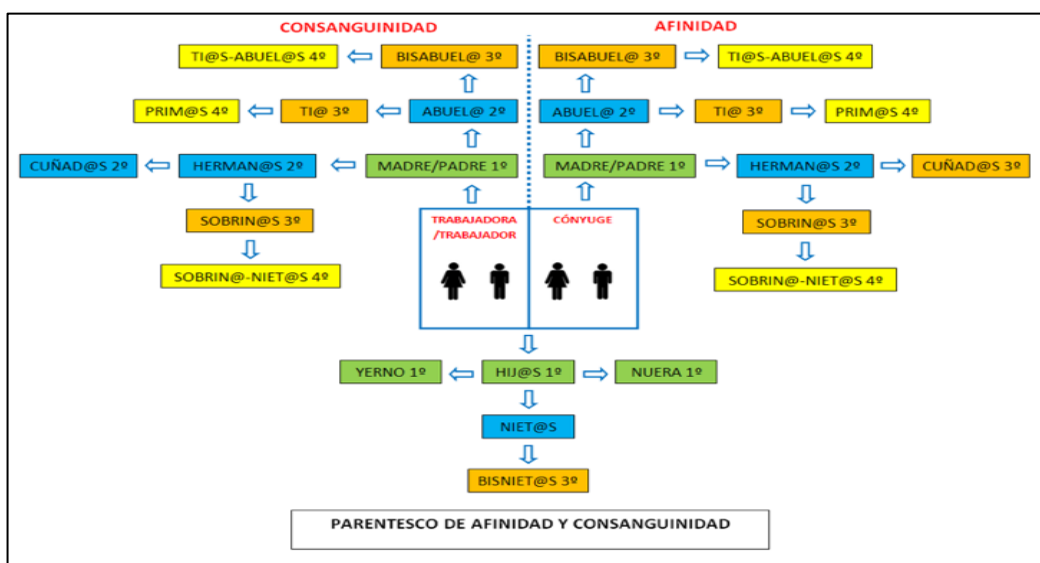 CONSANGUINIDAD AFINIDAD
TI@S-ABUEL@S 4º BISABUEL@ 3º BISABUEL@ 3º TI@S-ABUEL@S 4º
PRIM@S 4º TI@ 3º ABUEL@ 2º ABUEL@ 2º TI@ 3º PRIM@S 4º
CUÑAD@S 2º HERMAN@S 2º MADRE/PADRE 1º MADRE/PADRE 1º HERMAN@S 2º CUÑAD@S 3º
SOBRIN@S 3º TRABAJADORA CÓNYUGE SOBRIN@S 3º
/TRABAJADOR
SOBRIN@-NIET@S 4º SOBRIN@-NIET@S 4º
YERNO 1º HIJ@S 1º NUERA 1º
NIET@S
BISNIET@S 3º
PARENTESCO DE AFINIDAD Y CONSANGUINIDAD